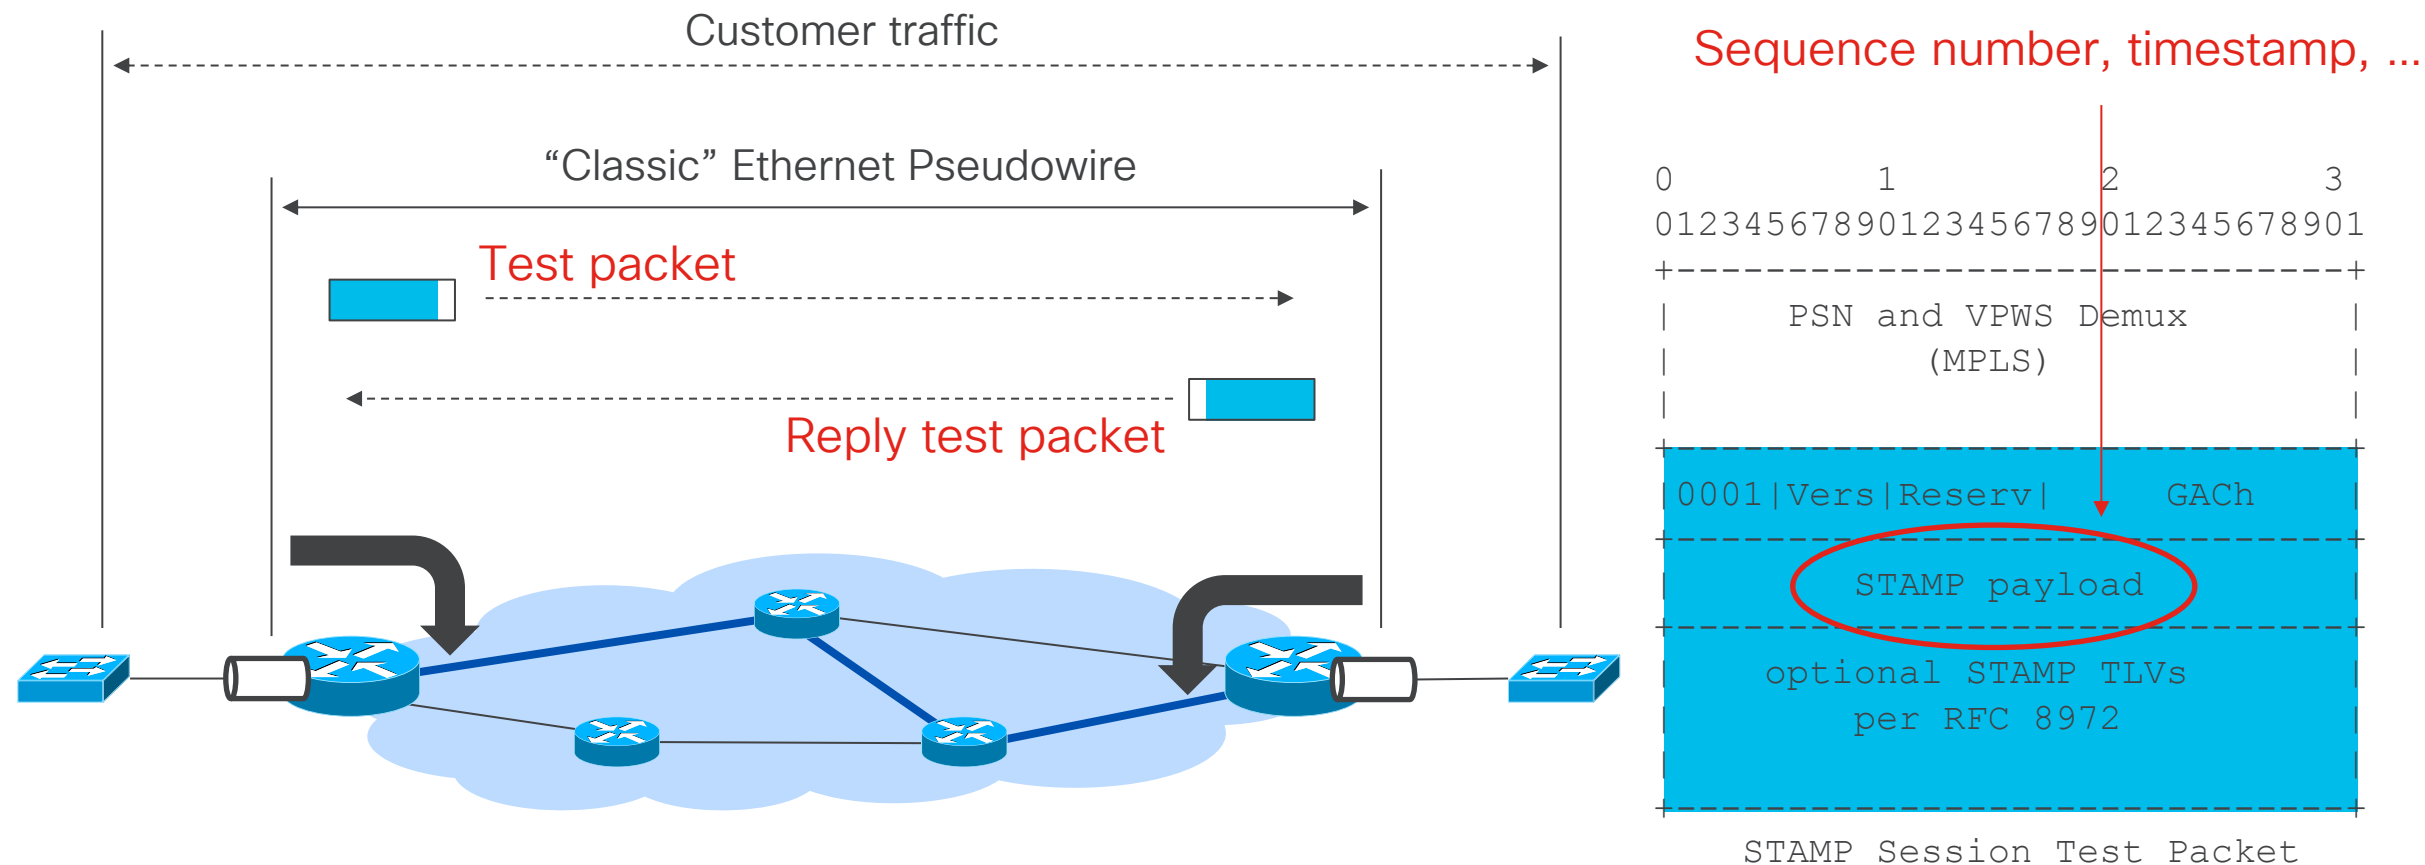 Customer traffic
“Classic” Ethernet Pseudowire
Test packet
Reply test packet
Sequence number, timestamp, ...
0 1 2 3
01234567890123456789012345678901
+--------------------------------+
| PSN and VPWS Demux |
| (MPLS)
| |
+--------------------------------+
|0001|Vers|Reserv| GACh |
+--------------------------------+
| STAMP payload |
+--------------------------------+
| optional STAMP TLVs |
| per RFC 8972 |
| |
+--------------------------------+
STAMP Session Test Packet